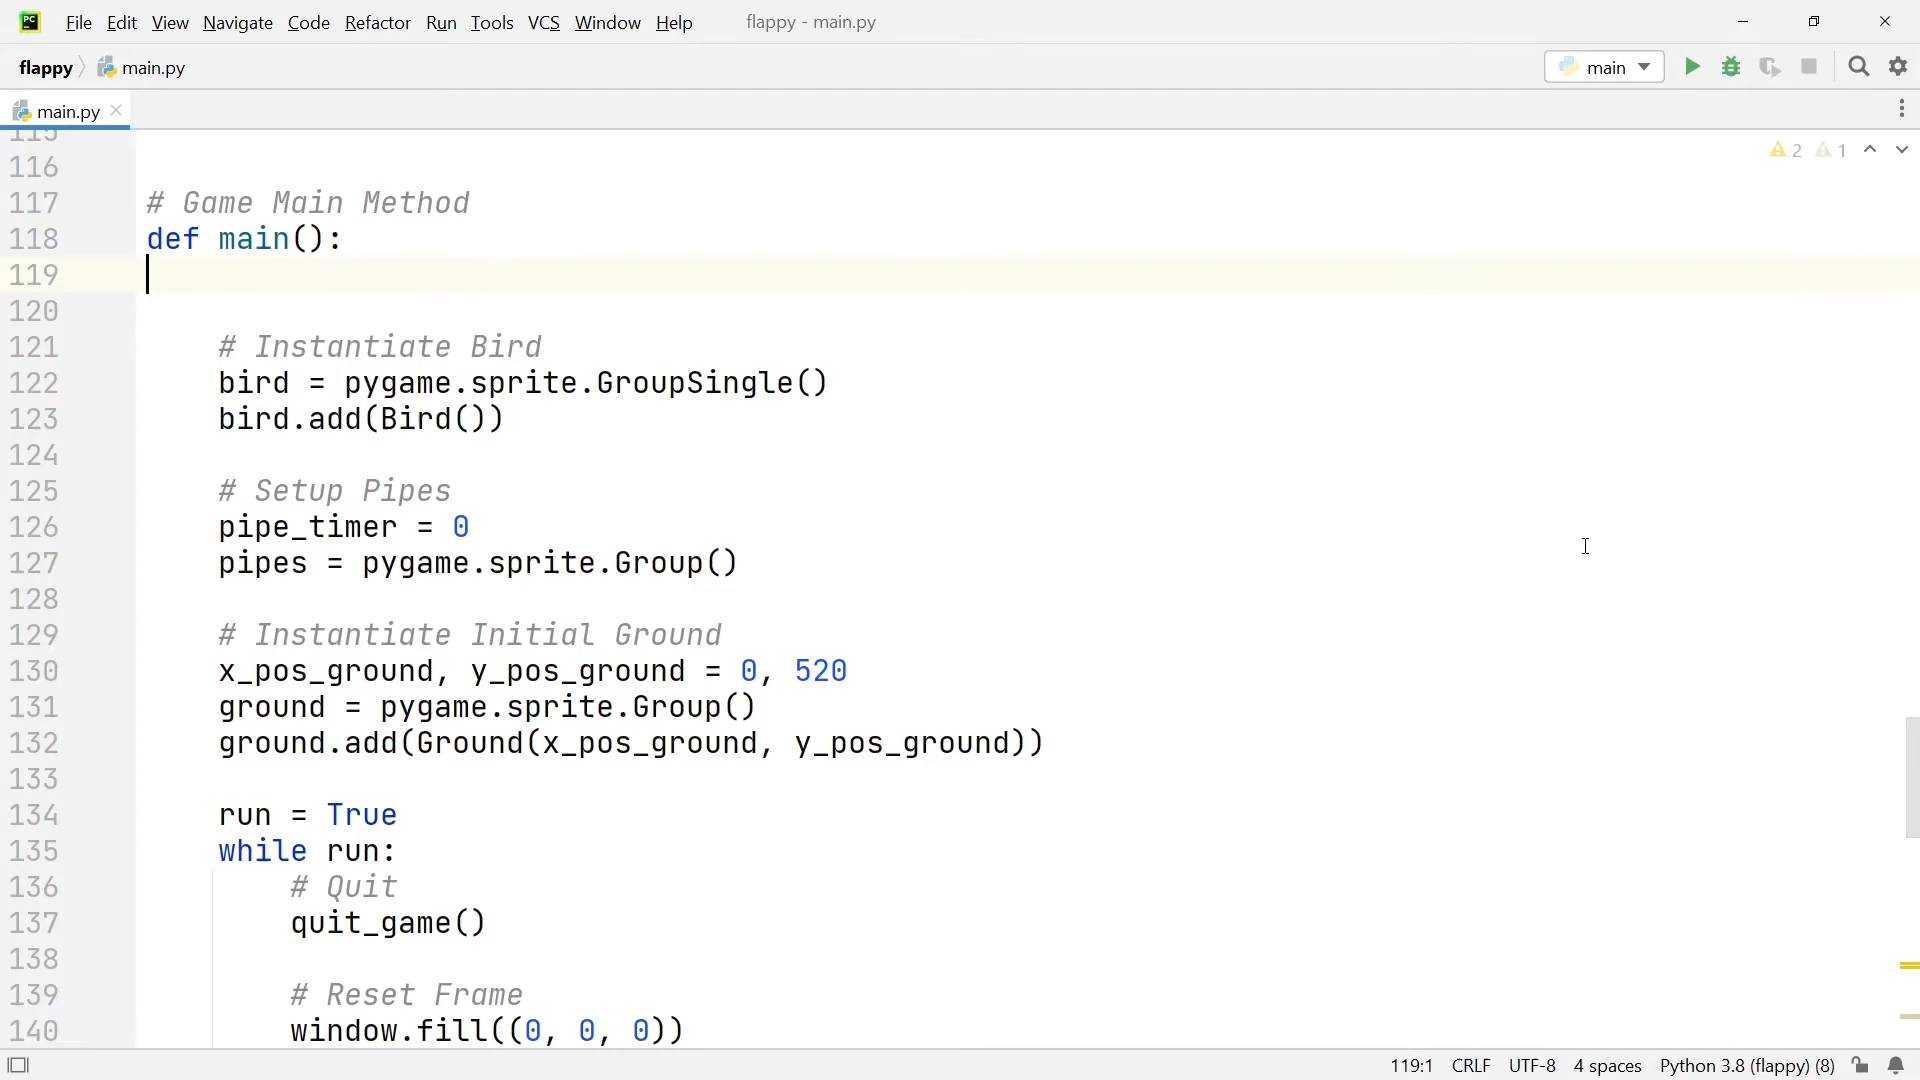 PC File Edit View Navigate Code Refactor Run Tools VCS Window Help flappy - main.py
flappy main.py main
main.py
115
116 2 1
117 # Game Main Method
118 def main():
119
120
121 # Instantiate Bird
122 bird = pygame.sprite.GroupSingle()
123 bird.add(Bird())
124
125 # Setup Pipes
126 pipe_timer = 0
127 pipes = pygame.sprite.Group()
128
129 # Instantiate Initial Ground
130 x_pos_ground, y_pos_ground = 0, 520
131 ground = pygame.sprite.Group()
132 ground.add(Ground(x_pos_ground, y_pos_ground))
133
134 run = True
135 while run:
136 # Quit
137 quit_game()
138
139 # Reset Frame
140 window.fill((0, 0, 0))
119:1 CRLF UTF-8 4 spaces Python 3.8 (flappy) (8)